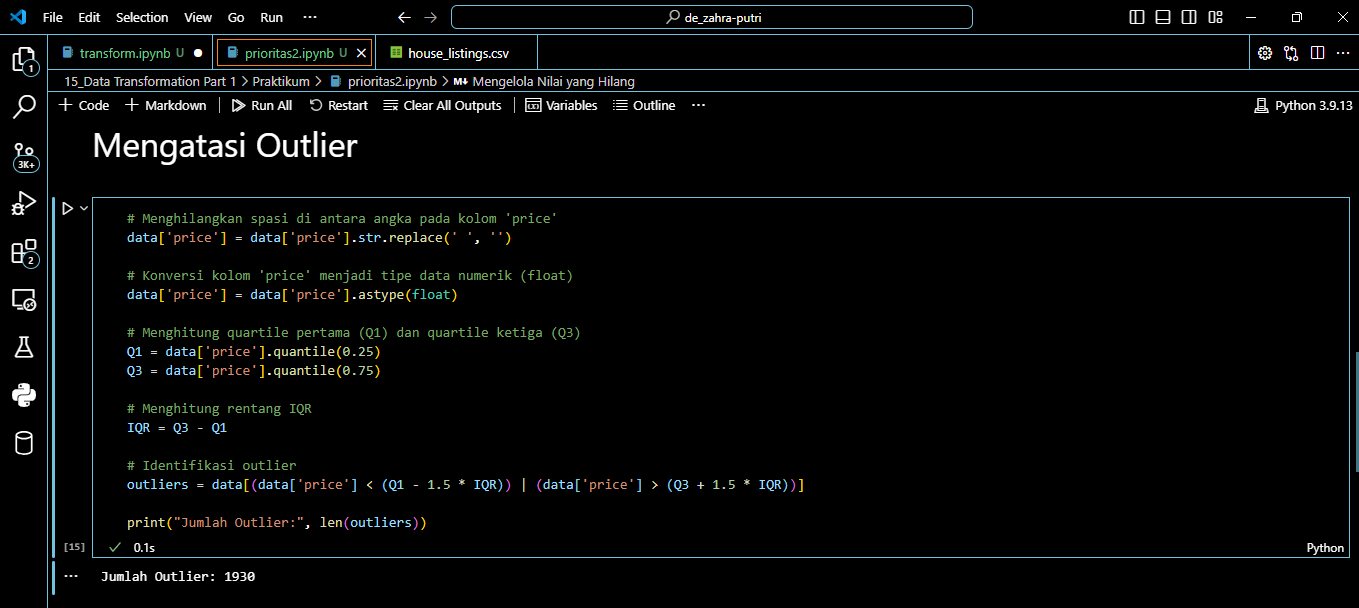 File Edit Selection View Go Run ··· de_zahra-putri
transform.ipynb U prioritas2.ipynb U house_listings.csv
15_Data Transformation Part 1 > Praktikum > prioritas2.ipynb > M↓ Mengelola Nilai yang Hilang
+ Code + Markdown Run All Restart Clear All Outputs Variables Outline ··· Python 3.9.13
1
3K+
2
Mengatasi Outlier
# Menghilangkan spasi di antara angka pada kolom 'price'
data['price'] = data['price'].str.replace(' ', '')
# Konversi kolom 'price' menjadi tipe data numerik (float)
data['price'] = data['price'].astype(float)
# Menghitung quartile pertama (Q1) dan quartile ketiga (Q3)
Q1 = data['price'].quantile(0.25)
Q3 = data['price'].quantile(0.75)
# Menghitung rentang IQR
IQR = Q3 - Q1
# Identifikasi outlier
outliers = data[(data['price'] < (Q1 - 1.5 * IQR)) | (data['price'] > (Q3 + 1.5 * IQR))]
print("Jumlah Outlier:", len(outliers))
[15] ✓ 0.1s Python
··· Jumlah Outlier: 1930